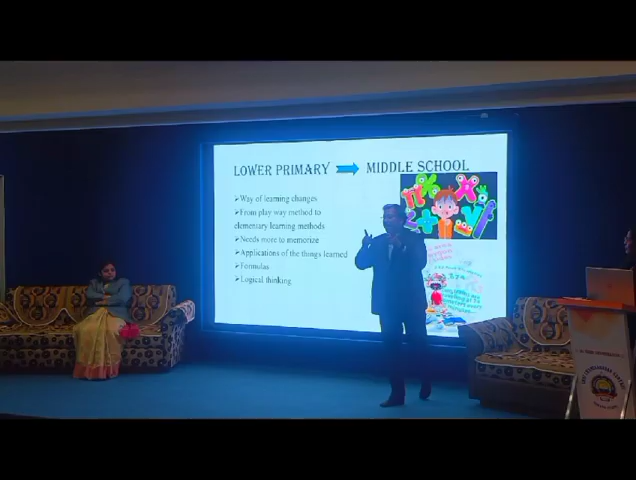 LOWER PRIMARY MIDDLE SCHOOL
➢Way of learning changes
➢From play way method to
elementary learning methods
➢Needs more to memorize
➢Applications of the things learned
➢Formulas
➢Logical thinking